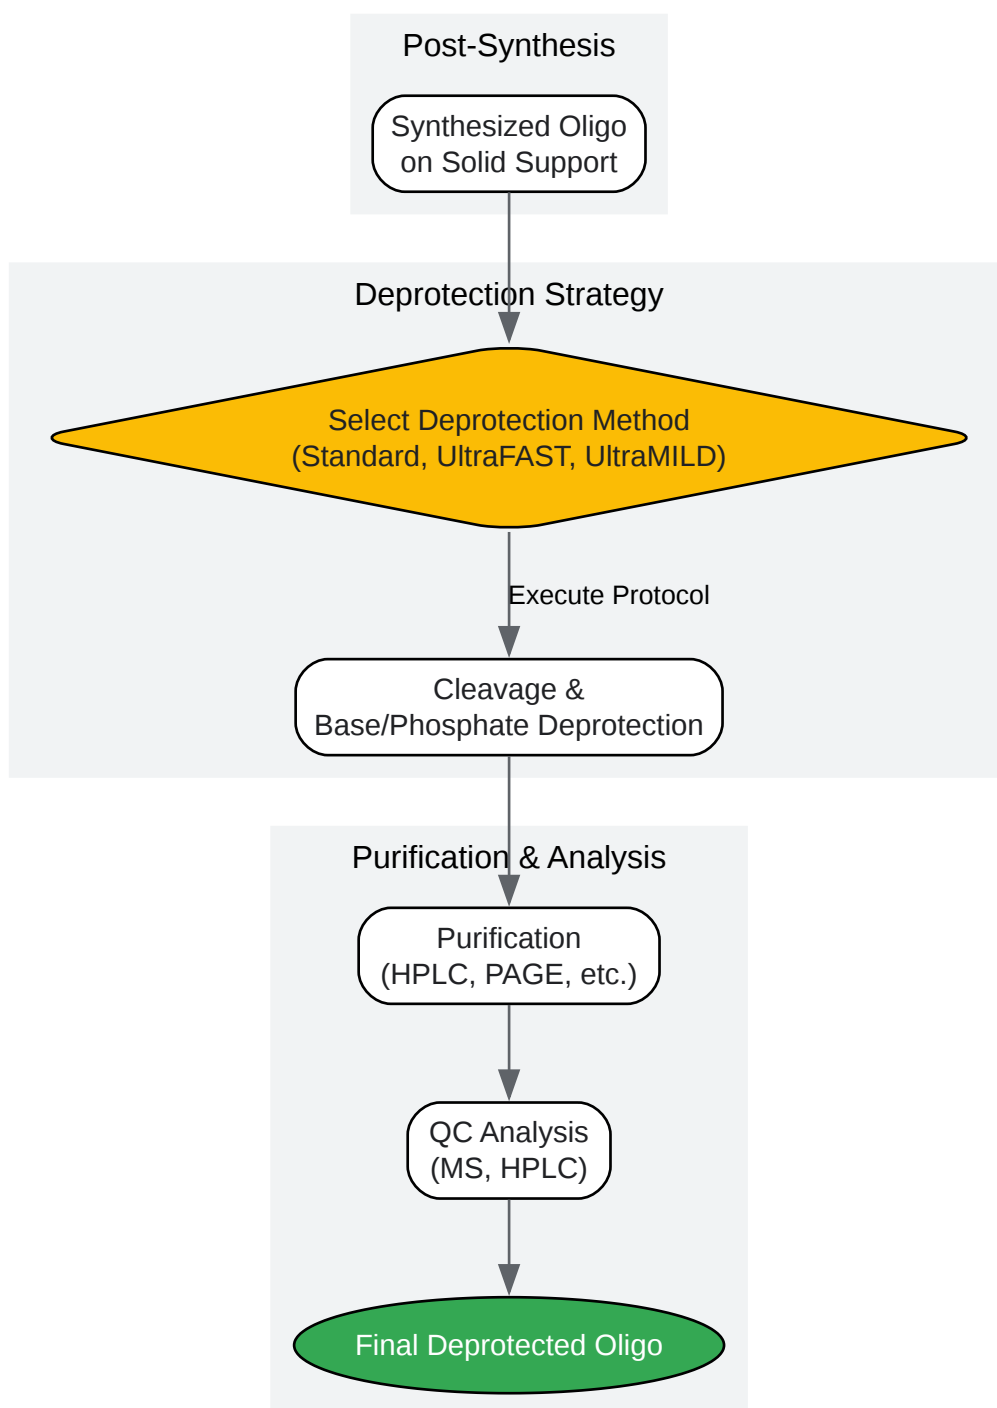 Post-Synthesis
Synthesized Oligo
on Solid Support
Deprotection Strategy
Select Deprotection Method
(Standard, UltraFAST, UltraMILD)
Execute Protocol
Cleavage &
Base/Phosphate Deprotection
Purification & Analysis
Purification
(HPLC, PAGE, etc.)
QC Analysis
(MS, HPLC)
Final Deprotected Oligo